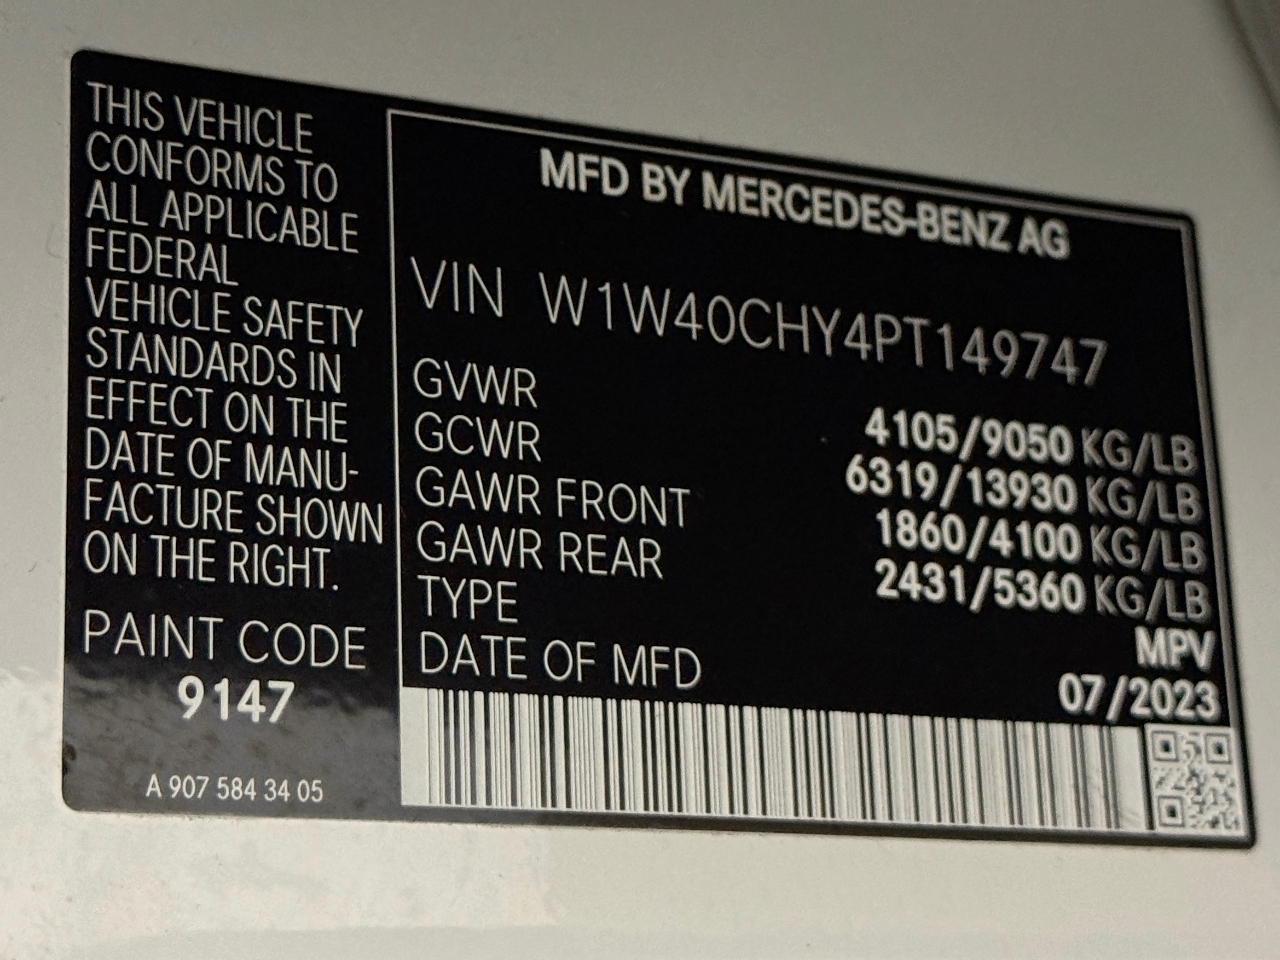 THIS VEHICLE
CONFORMS TO
ALL APPLICABLE
FEDERAL
VEHICLE SAFETY
STANDARDS IN
EFFECT ON THE
DATE OF MANU-
FACTURE SHOWN
ON THE RIGHT.
PAINT CODE
9147
A 907 584 34 05
MFD BY MERCEDES-BENZ AG
VIN W1W40CHY4PT149747
GVWR 4105/9050 KG/LB
GCWR 6319/13930 KG/LB
GAWR FRONT 1860/4100 KG/LB
GAWR REAR 2431/5360 KG/LB
TYPE MPV
DATE OF MFD 07/2023